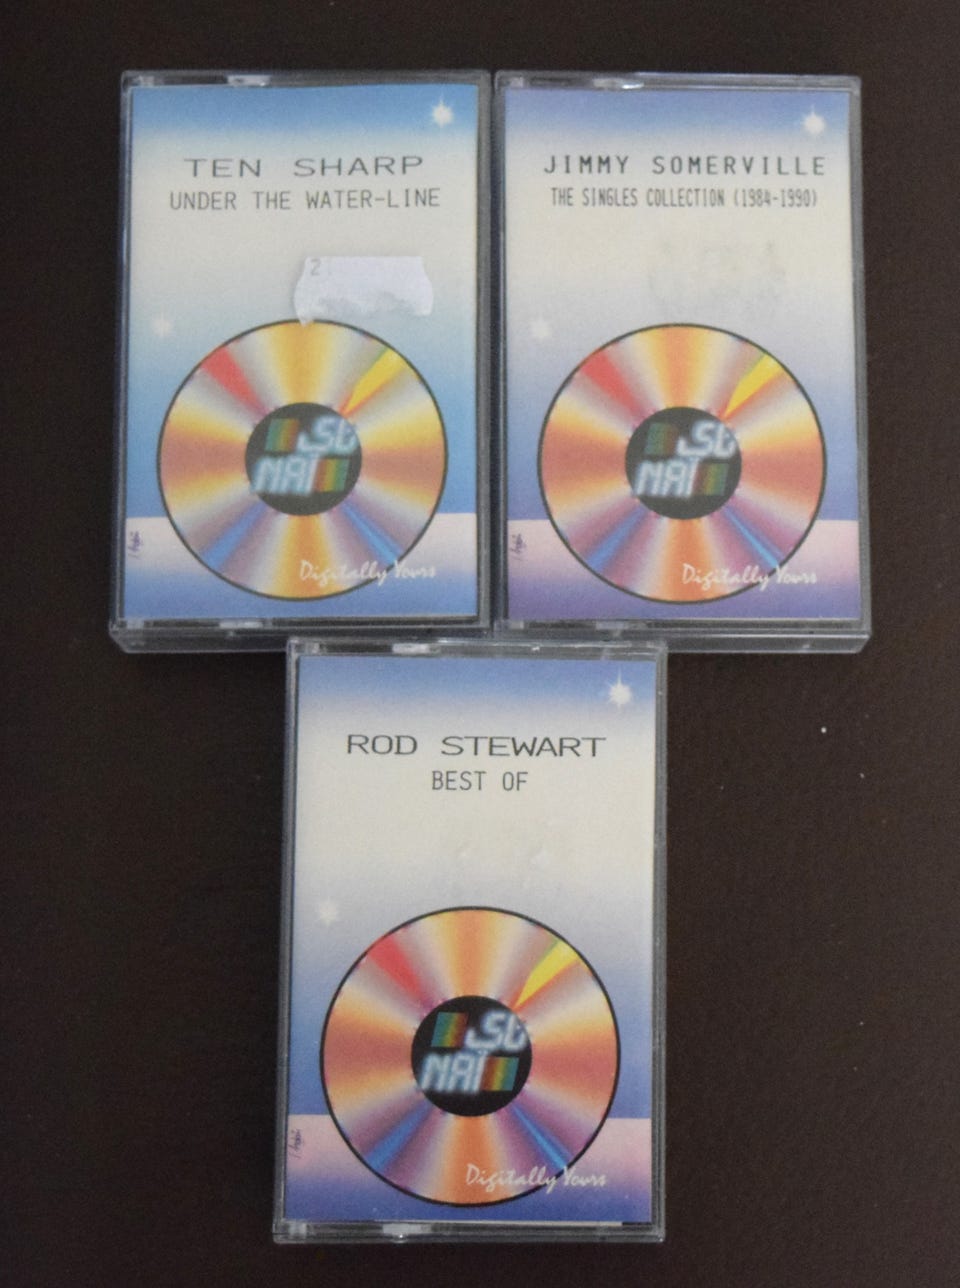 TEN SHARP
UNDER THE WATER-LINE
2
Digitally Yours
JIMMY SOMERVILLE
THE SINGLES COLLECTION (1984-1990)
Digitally Yours
ROD STEWART
BEST OF
Digitally Yours